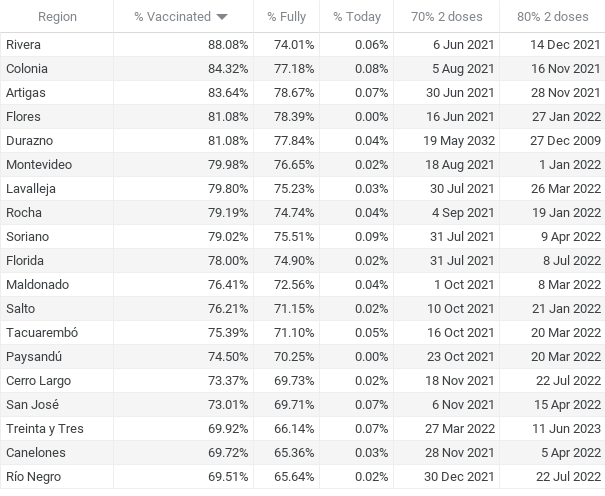 Region % Vaccinated % Fully % Today 70% 2 doses 80% 2 doses
Rivera 88.08% 74.01% 0.06% 6 Jun 2021 14 Dec 2021
Colonia 84.32% 77.18% 0.08% 5 Aug 2021 16 Nov 2021
Artigas 83.64% 78.67% 0.07% 30 Jun 2021 28 Nov 2021
Flores 81.08% 78.39% 0.00% 16 Jun 2021 27 Jan 2022
Durazno 81.08% 77.84% 0.04% 19 May 2032 27 Dec 2009
Montevideo 79.98% 76.65% 0.02% 18 Aug 2021 1 Jan 2022
Lavalleja 79.80% 75.23% 0.03% 30 Jul 2021 26 Mar 2022
Rocha 79.19% 74.74% 0.04% 4 Sep 2021 19 Jan 2022
Soriano 79.02% 75.51% 0.09% 31 Jul 2021 9 Apr 2022
Florida 78.00% 74.90% 0.02% 31 Jul 2021 8 Jul 2022
Maldonado 76.41% 72.56% 0.04% 1 Oct 2021 8 Mar 2022
Salto 76.21% 71.15% 0.02% 10 Oct 2021 21 Jan 2022
Tacuarembó 75.39% 71.10% 0.05% 16 Oct 2021 20 Mar 2022
Paysandú 74.50% 70.25% 0.00% 23 Oct 2021 20 Mar 2022
Cerro Largo 73.37% 69.73% 0.02% 18 Nov 2021 22 Jul 2022
San José 73.01% 69.71% 0.07% 6 Nov 2021 15 Apr 2022
Treinta y Tres 69.92% 66.14% 0.07% 27 Mar 2022 11 Jun 2023
Canelones 69.72% 65.36% 0.03% 28 Nov 2021 5 Apr 2022
Río Negro 69.51% 65.64% 0.02% 30 Dec 2021 22 Jul 2022